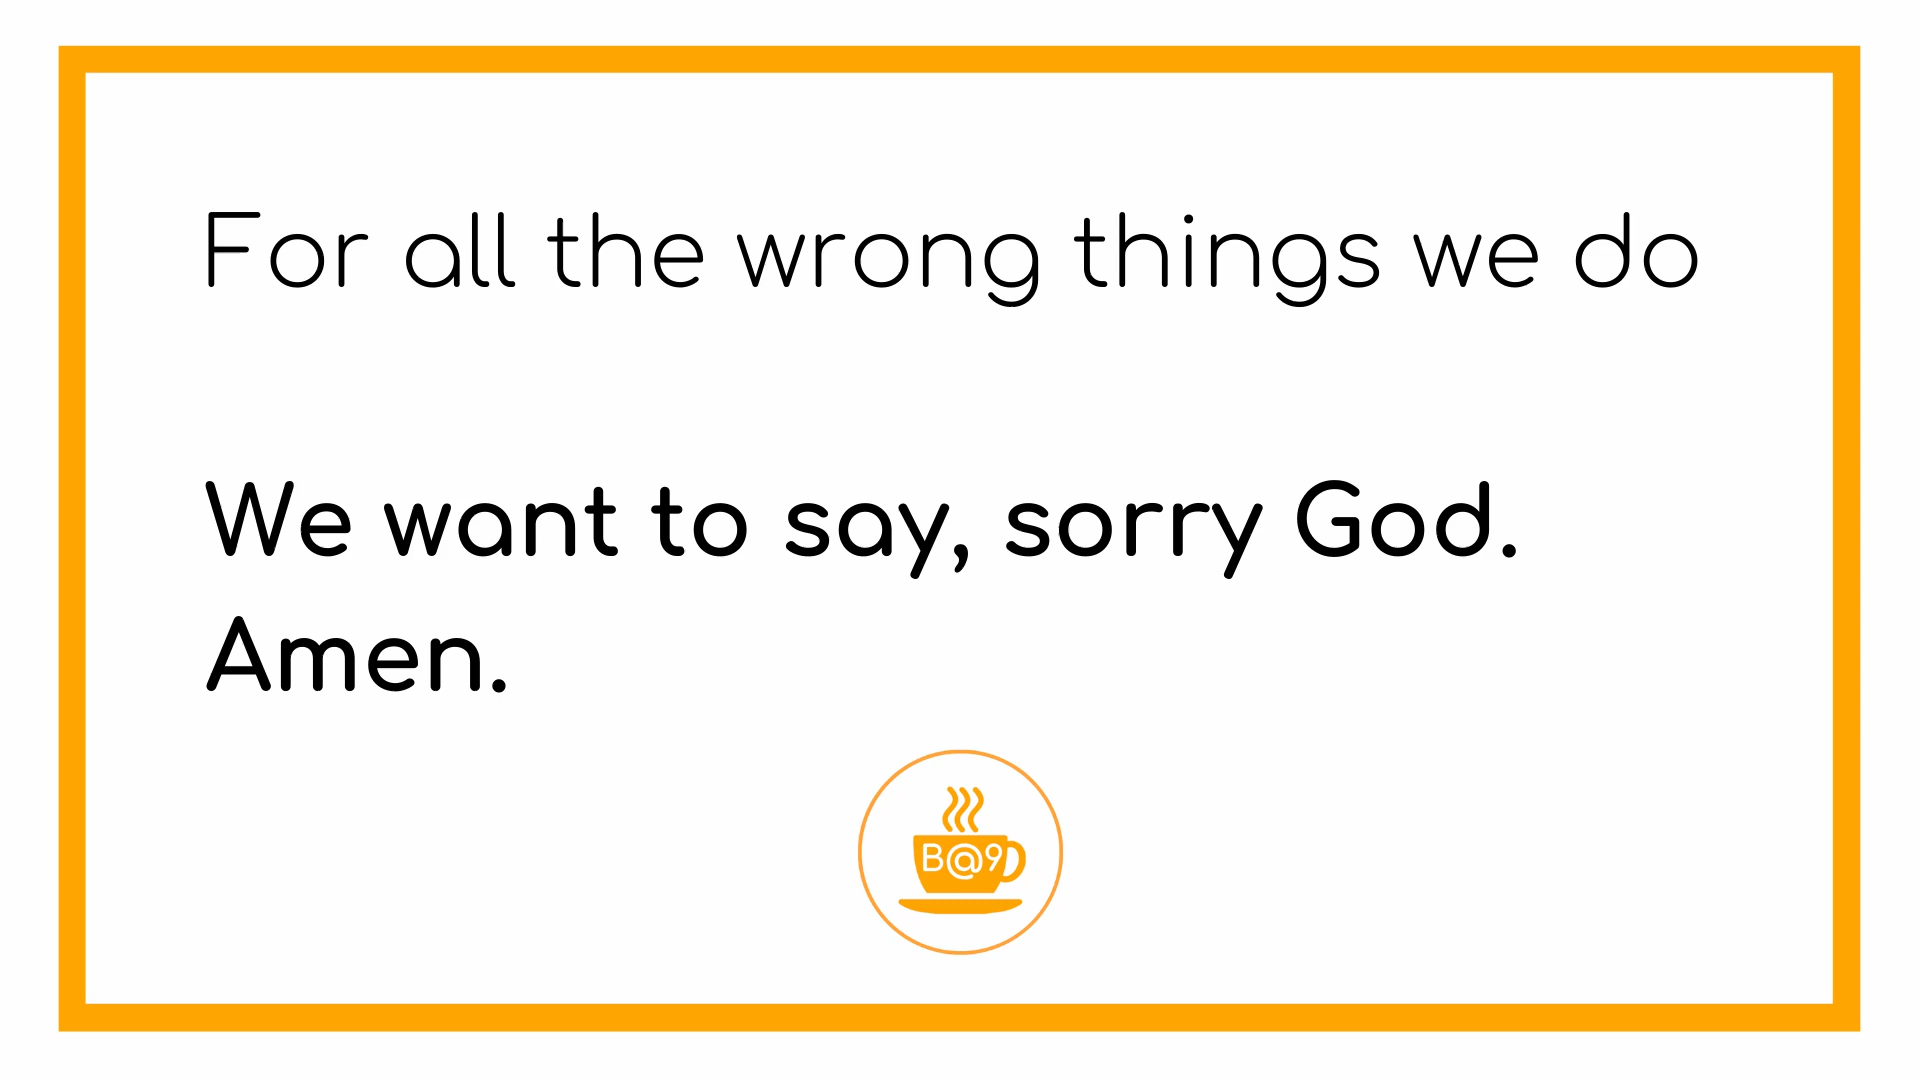 For all the wrong things we do
We want to say, sorry God.
Amen.
B@9